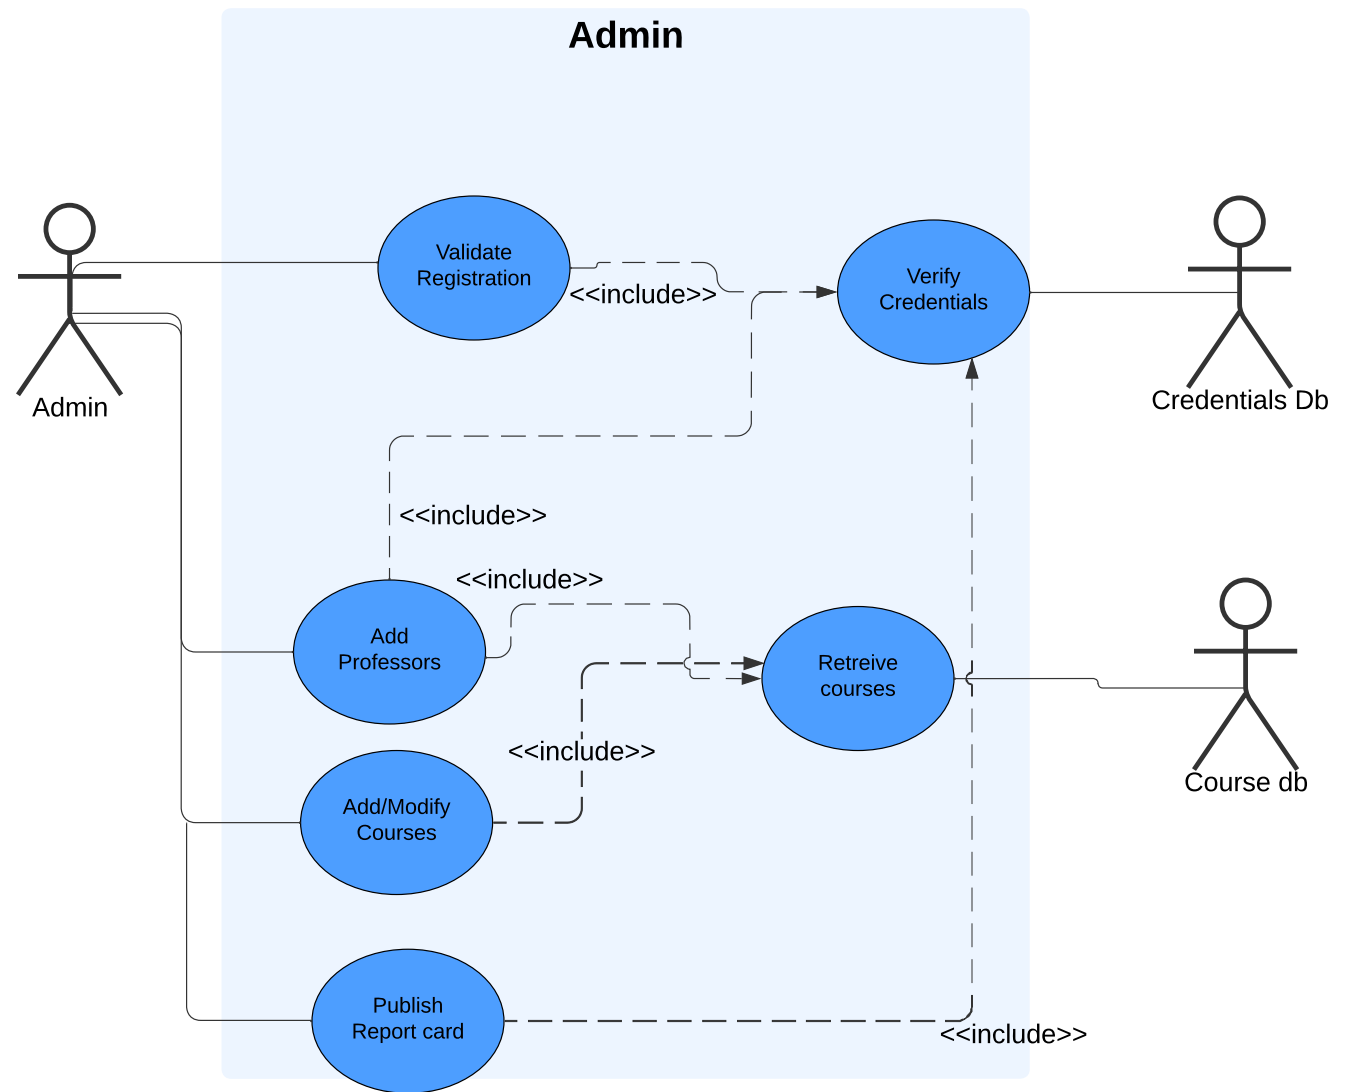 Admin
Validate
Registration
<<include>>
Verify
Credentials
Admin
Credentials Db
<<include>>
<<include>>
Add
Professors
Retreive
courses
<<include>>
Course db
Add/Modify
Courses
Publish
Report card
<<include>>